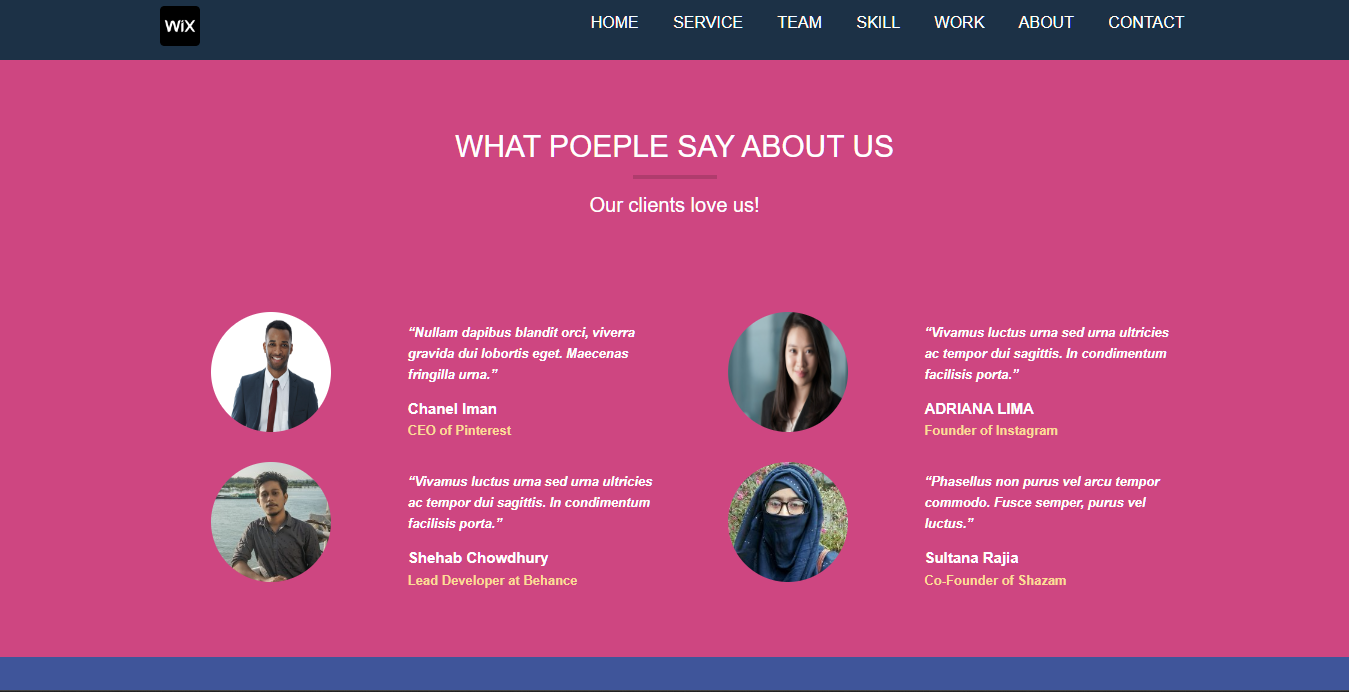 WiX
HOME SERVICE TEAM SKILL WORK ABOUT CONTACT
WHAT POEPLE SAY ABOUT US
Our clients love us!
“Nullam dapibus blandit orci, viverra
gravida dui lobortis eget. Maecenas
fringilla urna.”
Chanel Iman
CEO of Pinterest
“Vivamus luctus urna sed urna ultricies
ac tempor dui sagittis. In condimentum
facilisis porta.”
ADRIANA LIMA
Founder of Instagram
“Vivamus luctus urna sed urna ultricies
ac tempor dui sagittis. In condimentum
facilisis porta.”
Shehab Chowdhury
Lead Developer at Behance
“Phasellus non purus vel arcu tempor
commodo. Fusce semper, purus vel
luctus.”
Sultana Rajia
Co-Founder of Shazam